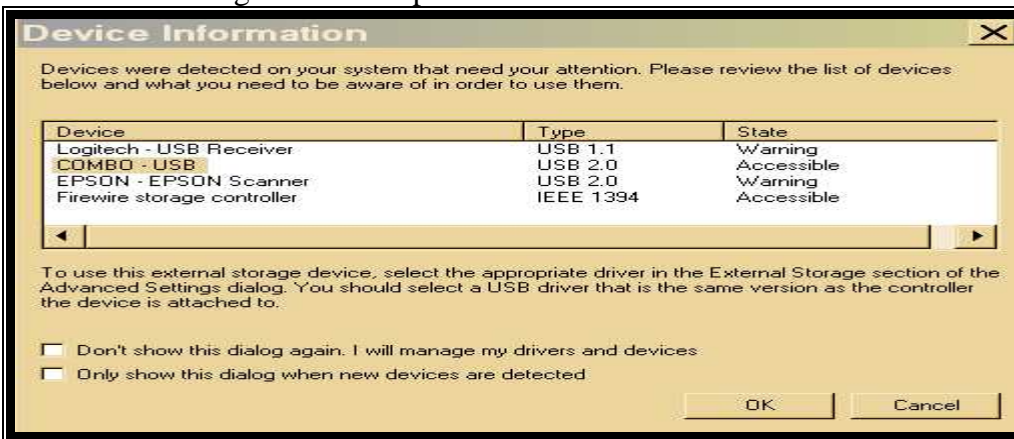 Device Information
Devices were detected on your system that need your attention. Please review the list of devices
below and what you need to be aware of in order to use them.
Device Type State
Logitech - USB Receiver USB 1.1 Warning
COMBO - USB USB 2.0 Accessible
EPSON - EPSON Scanner USB 2.0 Warning
Firewire storage controller IEEE 1394 Accessible
To use this external storage device, select the appropriate driver in the External Storage section of the
Advanced Settings dialog. You should select a USB driver that is the same version as the controller
the device is attached to.
Don't show this dialog again. I will manage my drivers and devices
Only show this dialog when new devices are detected
OK Cancel